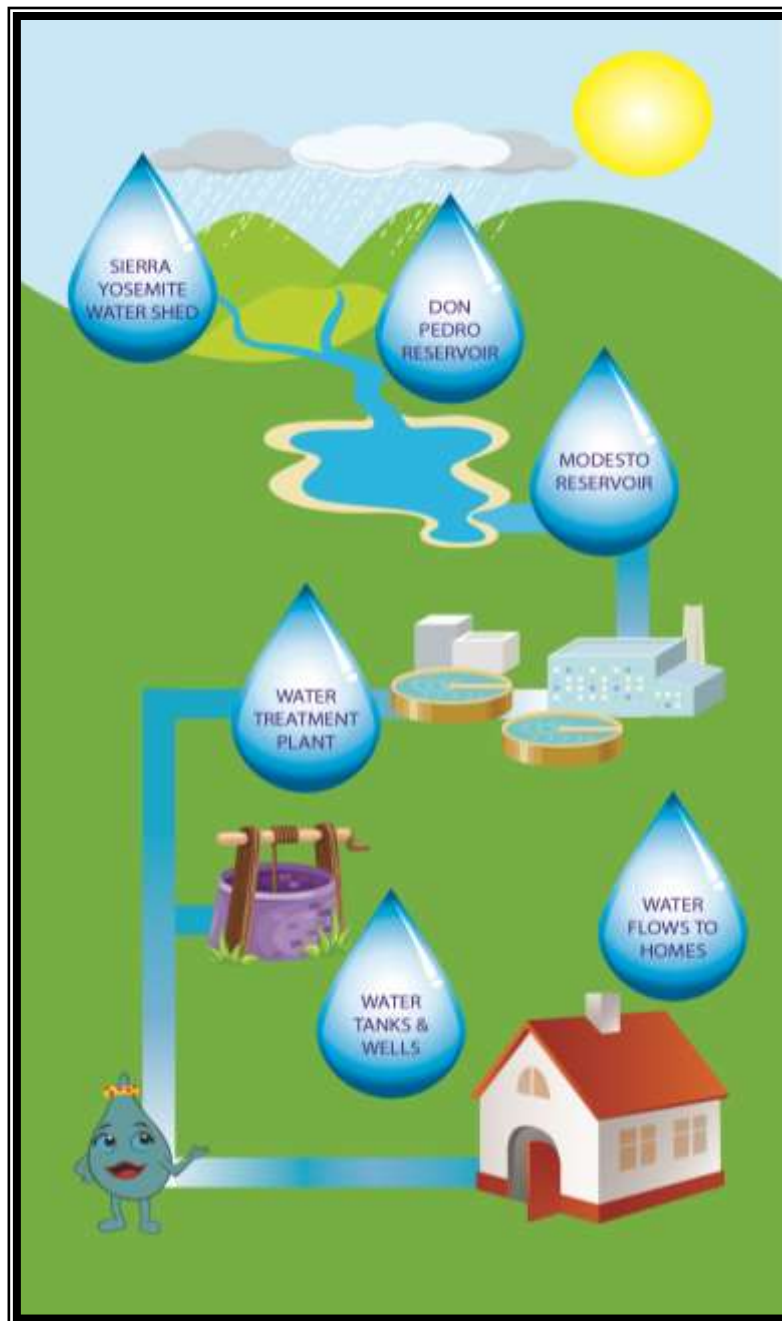 SIERRA
YOSEMITE
WATER SHED
DON
PEDRO
RESERVOIR
MODESTO
RESERVOIR
WATER
TREATMENT
PLANT
WATER
TANKS &
WELLS
WATER
FLOWS TO
HOMES